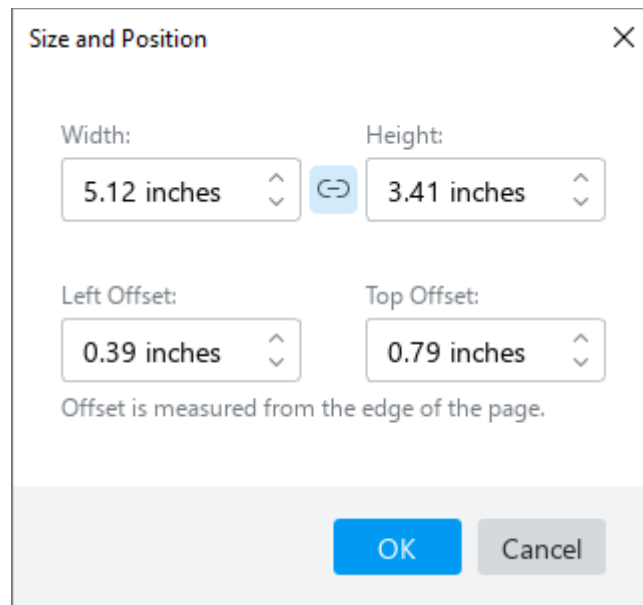 Size and Position
Width: Height:
5.12 inches 3.41 inches
Left Offset: Top Offset:
0.39 inches 0.79 inches
Offset is measured from the edge of the page.
OK Cancel